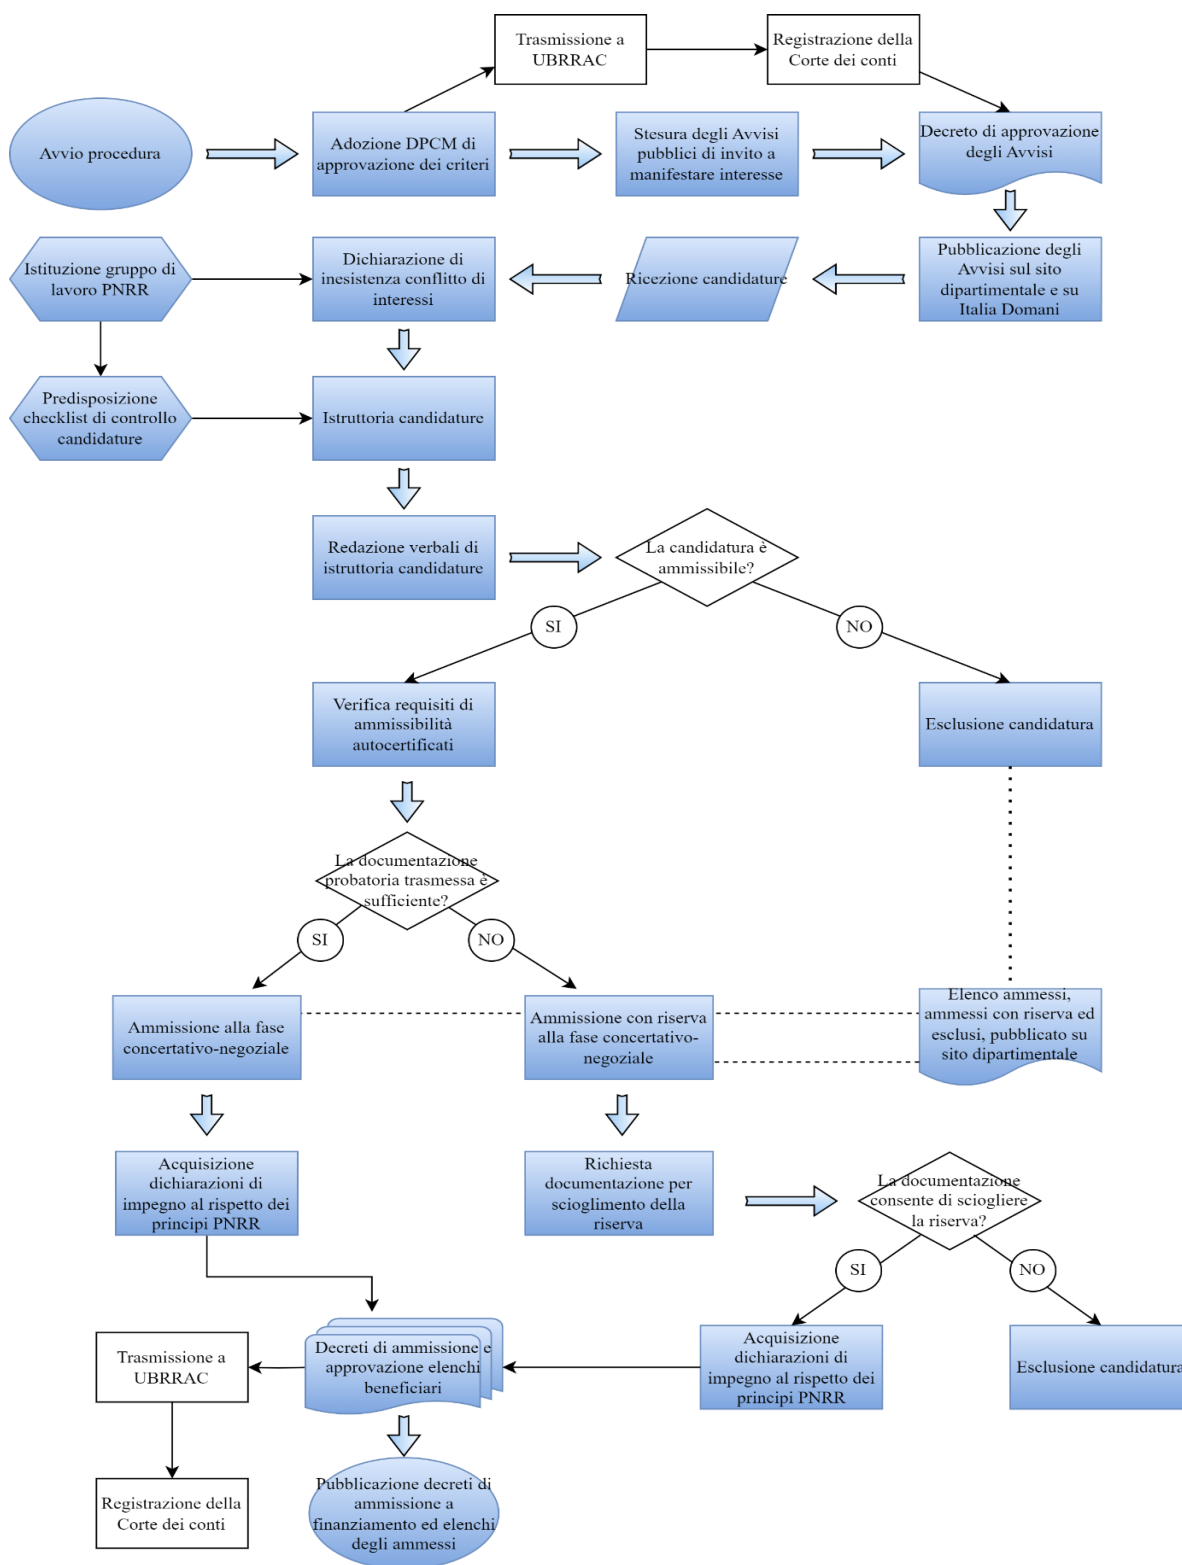 Trasmissione a
UBRRAC
Registrazione della
Corte dei conti
Avvio procedura
Adozione DPCM di
approvazione dei criteri
Stesura degli Avvisi
pubblici di invito a
manifestare interesse
Decreto di approvazione
degli Avvisi
Istituzione gruppo di
lavoro PNRR
Dichiarazione di
inesistenza conflitto di
interessi
Ricezione candidature
Pubblicazione degli
Avvisi sul sito
dipartimentale e su
Italia Domani
Predisposizione
checklist di controllo
candidature
Istruttoria candidature
Redazione verbali di
istruttoria candidature
La candidatura è
ammissibile?
SI
NO
Verifica requisiti di
ammissibilità
autocertificati
Esclusione candidatura
La documentazione
probatoria trasmessa è
sufficiente?
SI
NO
Ammissione alla fase
concertativo-negoziale
Ammissione con riserva
alla fase concertativo-
negoziale
Elenco ammessi,
ammessi con riserva ed
esclusi, pubblicato su
sito dipartimentale
Acquisizione
dichiarazioni di
impegno al rispetto dei
principi PNRR
Richiesta
documentazione per
scioglimento della
riserva
La documentazione
consente di sciogliere
la riserva?
SI
NO
Trasmissione a
UBRRAC
Decreti di ammissione e
approvazione elenchi
beneficiari
Acquisizione
dichiarazioni di
impegno al rispetto dei
principi PNRR
Esclusione candidatura
Registrazione della
Corte dei conti
Pubblicazione decreti di
ammissione a
finanziamento ed elenchi
degli ammessi